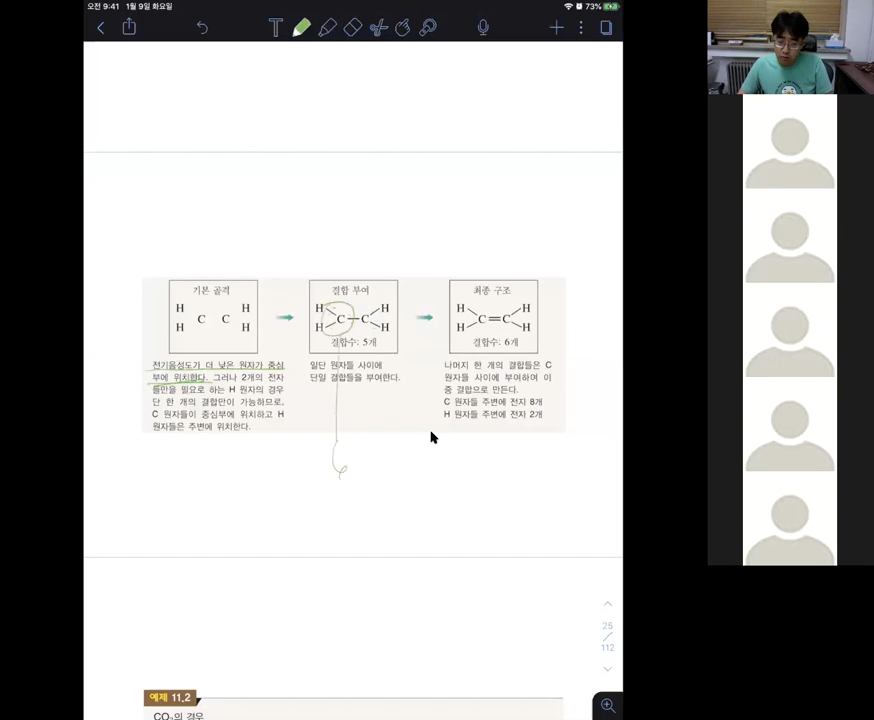 오전 9:41 1월 9일 화요일
73%
T
기본 골격
H H
C C
H H
결합 부여
H H
C C
H H
결합수: 5개
최종 구조
H H
C C
H H
결합수: 6개
전기음성도가 더 낮은 원자가 중심
부에 위치한다. 그러나 2개의 전자
들만을 필요로 하는 H 원자의 경우
단 한 개의 결합만이 가능하므로,
C 원자들이 중심부에 위치하고 H
원자들은 주변에 위치한다.
일단 원자들 사이에
단일 결합들을 부여한다.
나머지 한 개의 결합들은 C
원자들 사이에 부여하여 이
중 결합으로 만든다.
C 원자들 주변에 전자 8개
H 원자들 주변에 전자 2개
6
25
/
112
예제 11.2
CO₂의 경우